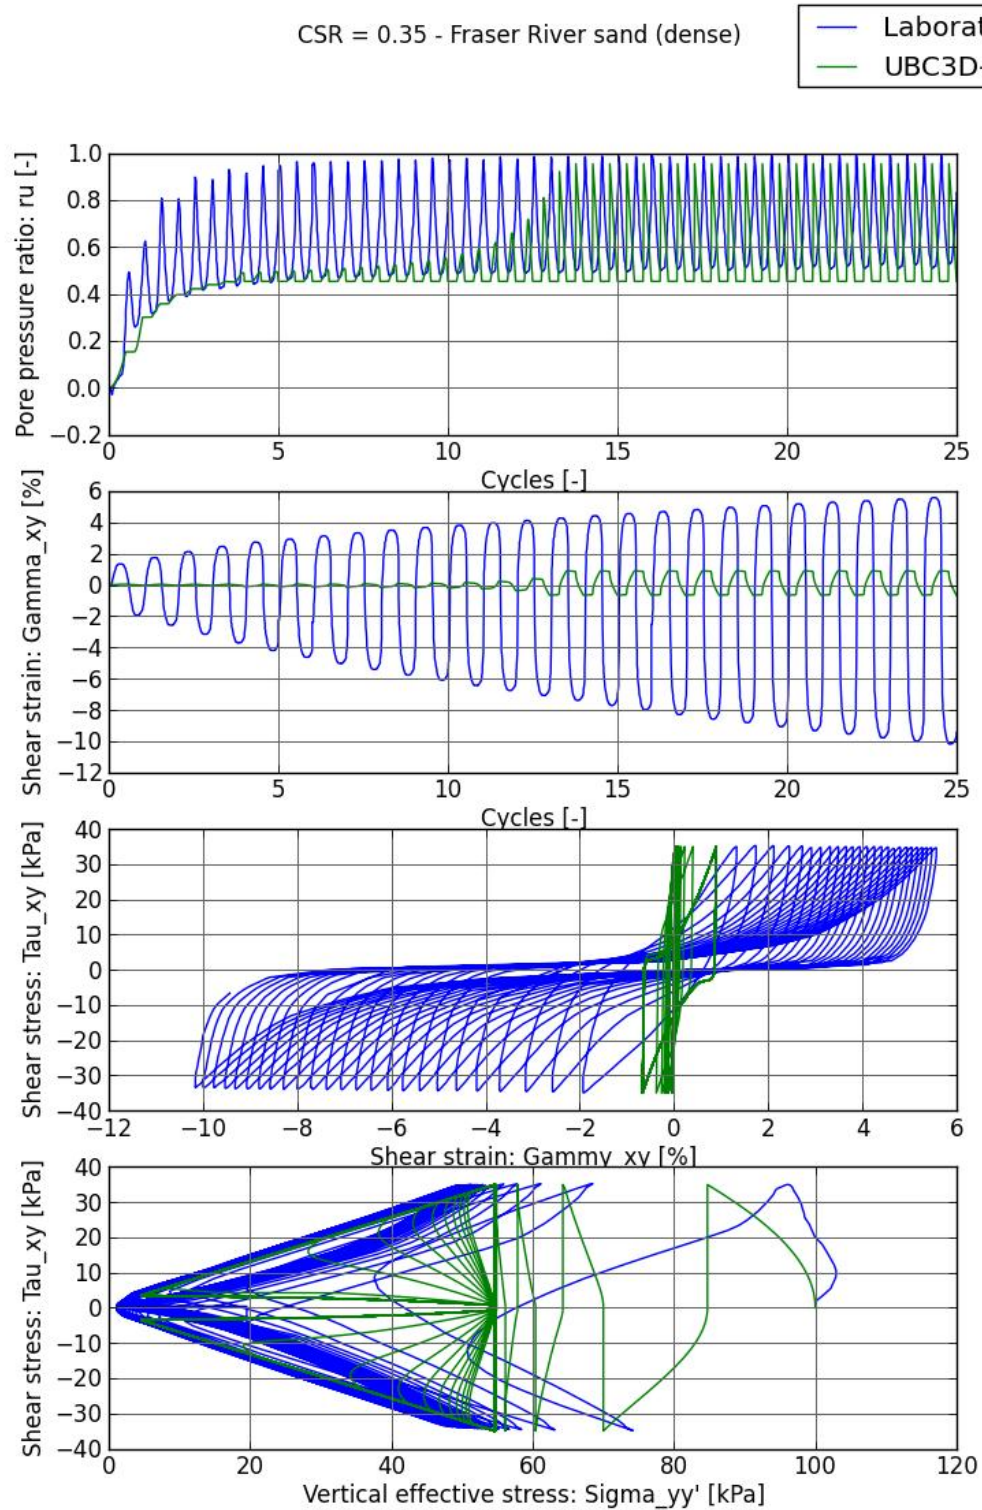 CSR = 0.35 - Fraser River sand (dense)
Laborat
UBC3D-
Pore pressure ratio: ru [-]
1.0
0.8
0.6
0.4
0.2
0.0
−0.2
0 5 10 15 20 25
Cycles [-]
Shear strain: Gamma_xy [%]
6
4
2
0
−2
−4
−6
−8
−10
−12
0 5 10 15 20 25
Cycles [-]
Shear stress: Tau_xy [kPa]
40
30
20
10
0
−10
−20
−30
−40
−12 −10 −8 −6 −4 −2 0 2 4 6
Shear strain: Gammy_xy [%]
Shear stress: Tau_xy [kPa]
40
30
20
10
0
−10
−20
−30
−40
0 20 40 60 80 100 120
Vertical effective stress: Sigma_yy' [kPa]